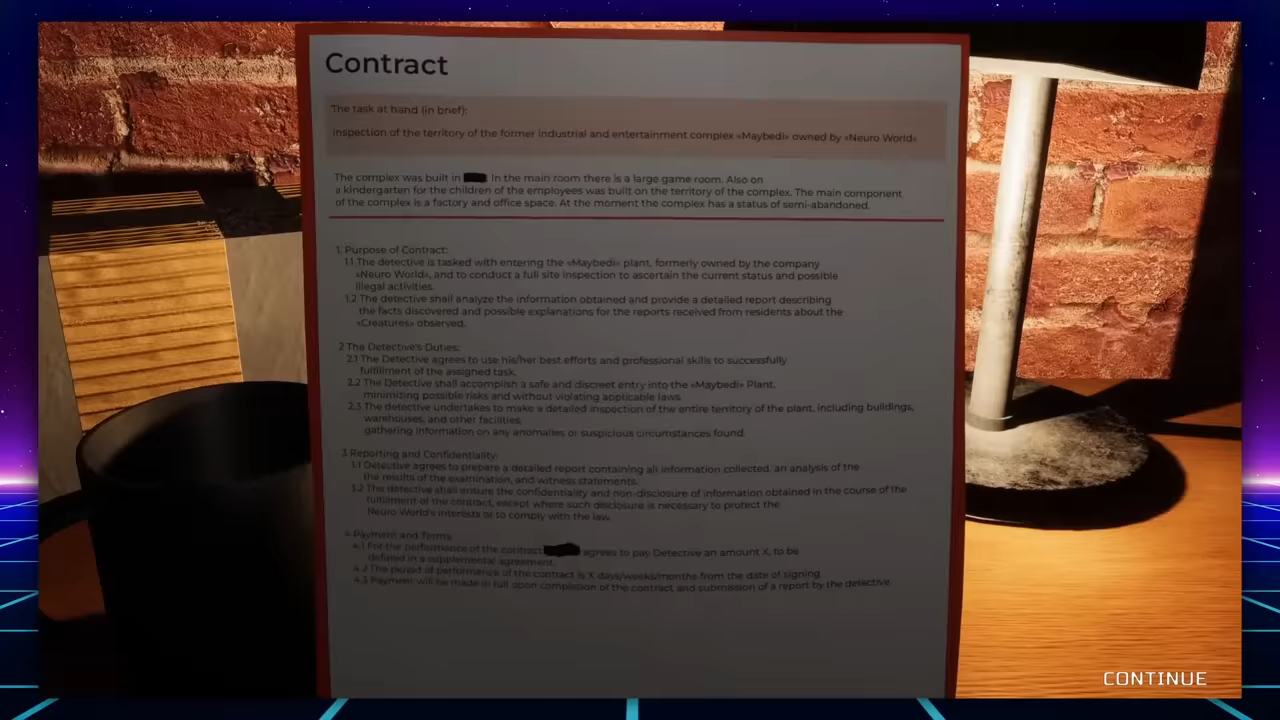 Contract
The task at hand (in brief):
inspection of the territory of the former industrial and entertainment complex «Maybedi» owned by «Neuro World»
The complex was built in In the main room there is a large game room. Also on
a kindergarten for the children of the employees was built on the territory of the complex. The main component
of the complex is a factory and office space. At the moment the complex has a status of semi-abandoned.
1. Purpose of Contract:
1.1 The detective is tasked with entering the «Maybedi» plant, formerly owned by the company
«Neuro World», and to conduct a full site inspection to ascertain the current status and possible
illegal activities.
1.2 The detective shall analyze the information obtained and provide a detailed report describing
the facts discovered and possible explanations for the reports received from residents about the
«Creatures» observed.
2 The Detective's Duties:
2.1 The Detective agrees to use his/her best efforts and professional skills to successfully
fulfillment of the assigned task.
2.2 The Detective shall accomplish a safe and discreet entry into the «Maybedi» Plant,
minimizing possible risks and without violating applicable laws.
2.3 The detective undertakes to make a detailed inspection of the entire territory of the plant, including buildings,
warehouses, and other facilities,
gathering information on any anomalies or suspicious circumstances found.
3 Reporting and Confidentiality:
1.1 Detective agrees to prepare a detailed report containing all information collected, an analysis of the
the results of the examination, and witness statements.
1.2 The detective shall ensure the confidentiality and non-disclosure of information obtained in the course of the
fulfillment of the contract, except where such disclosure is necessary to protect the
Neuro World's interests or to comply with the law.
4 Payment and Terms
4.1 For the performance of the contract agrees to pay Detective an amount X, to be
defined in a supplemental agreement.
4.2 The period of performance of the contract is X days/weeks/months from the date of signing
4.3 Payment will be made in full upon completion of the contract and submission of a report by the detective
CONTINUE